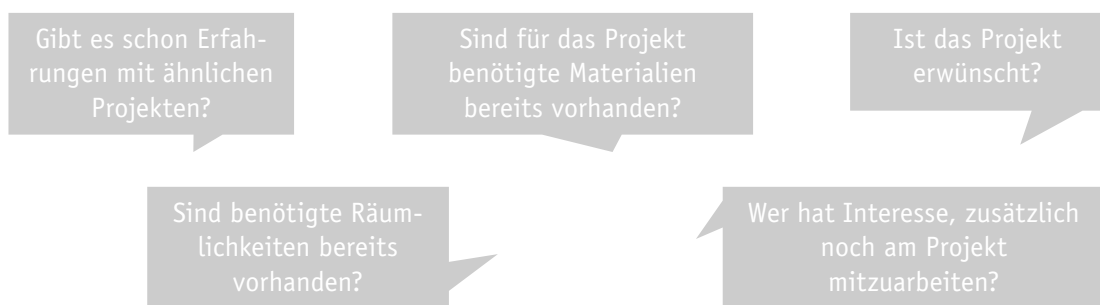 Gibt es schon Erfah-
rungen mit ähnlichen
Projekten?
Sind für das Projekt
benötigte Materialien
bereits vorhanden?
Ist das Projekt
erwünscht?
Sind benötigte Räum-
lichkeiten bereits
vorhanden?
Wer hat Interesse, zusätzlich
noch am Projekt
mitzuarbeiten?